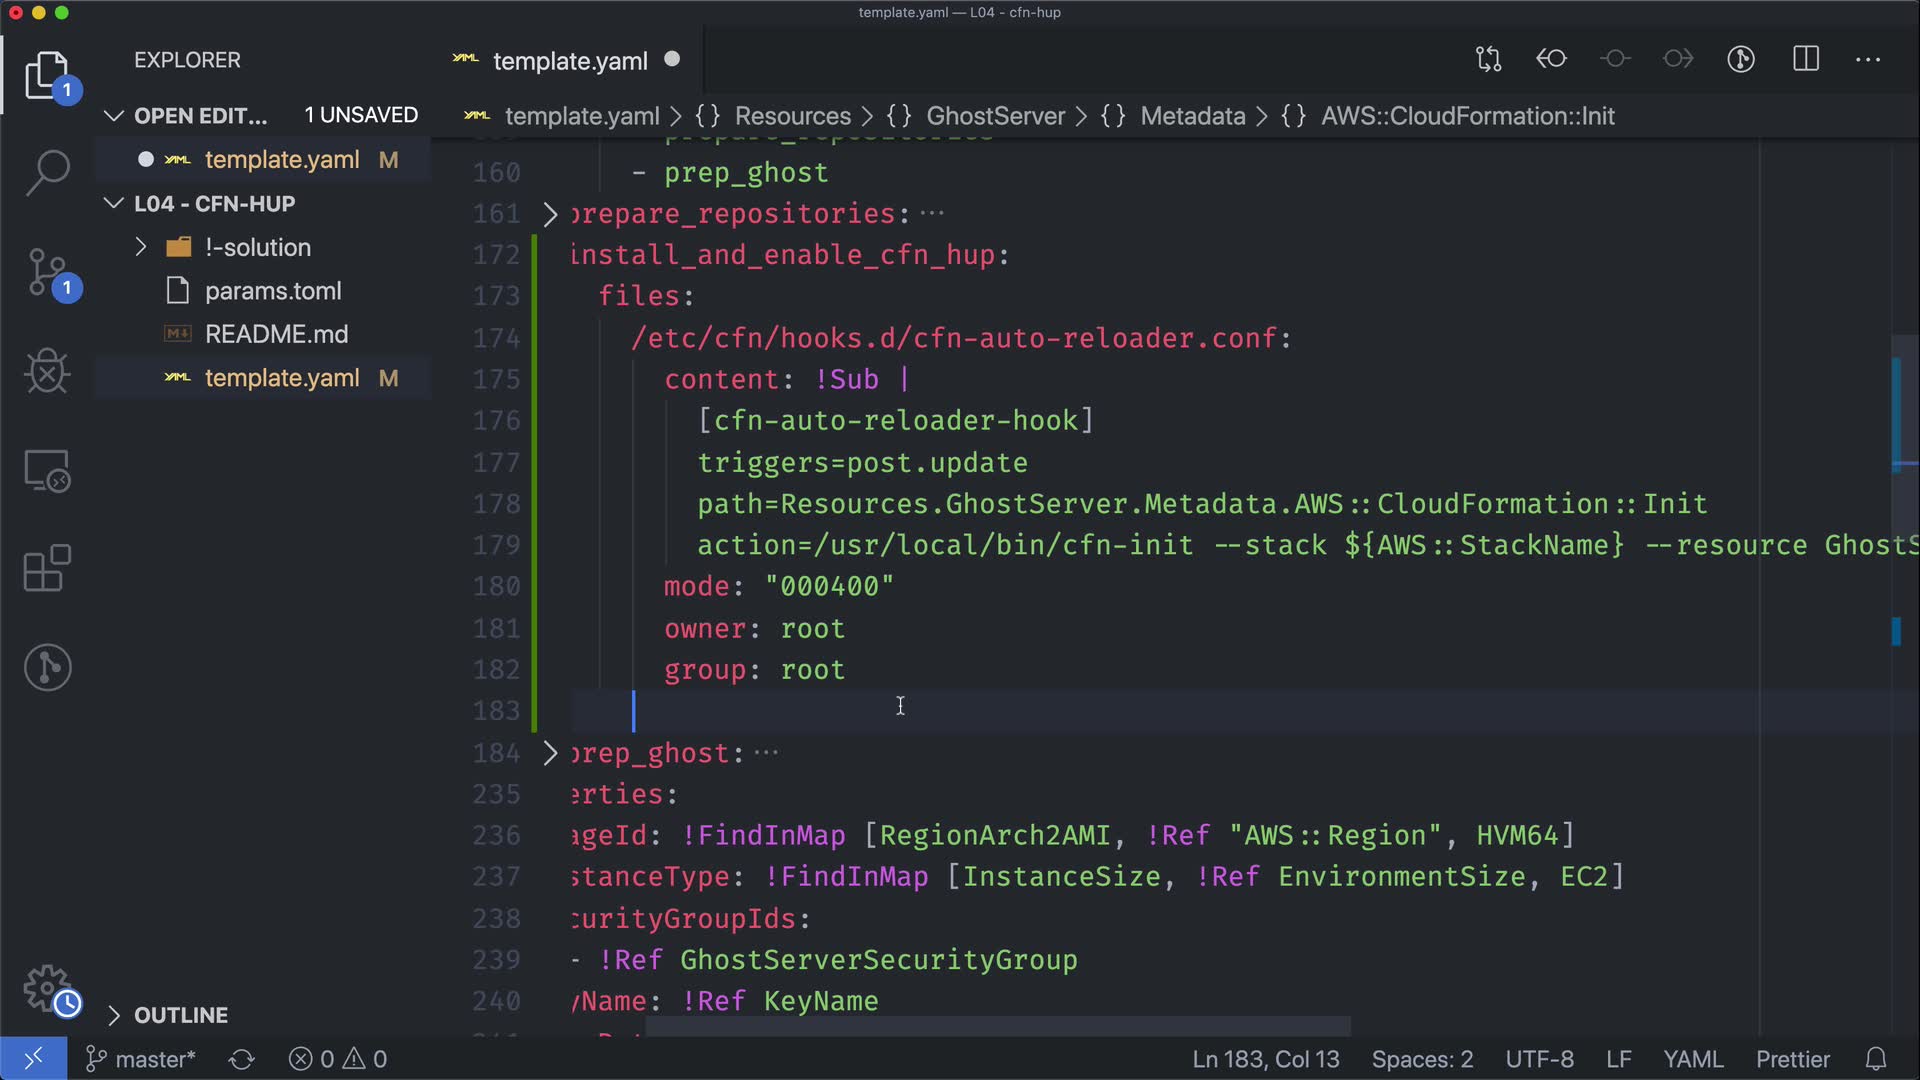 template.yaml — L04 - cfn-hup
EXPLORER
1
OPEN EDIT...
1 UNSAVED
template.yaml M
L04 - CFN-HUP
!-solution
params.toml
README.md
template.yaml M
1
OUTLINE
template.yaml
template.yaml > {} Resources > {} GhostServer > {} Metadata > {} AWS::CloudFormation::Init
prepare_repositories
160 - prep_ghost
161 prepare_repositories: ...
172 install_and_enable_cfn_hup:
173 files:
174 /etc/cfn/hooks.d/cfn-auto-reloader.conf:
175 content: !Sub |
176 [cfn-auto-reloader-hook]
177 triggers=post.update
178 path=Resources.GhostServer.Metadata.AWS::CloudFormation::Init
179 action=/usr/local/bin/cfn-init --stack ${AWS::StackName} --resource GhostS
180 mode: "000400"
181 owner: root
182 group: root
183
184 prep_ghost: ...
235 erties:
236 ageId: !FindInMap [RegionArch2AMI, !Ref "AWS::Region", HVM64]
237 stanceType: !FindInMap [InstanceSize, !Ref EnvironmentSize, EC2]
238 curityGroupIds:
239 - !Ref GhostServerSecurityGroup
240 yName: !Ref KeyName
master* 0 0
Ln 183, Col 13 Spaces: 2 UTF-8 LF YAML Prettier